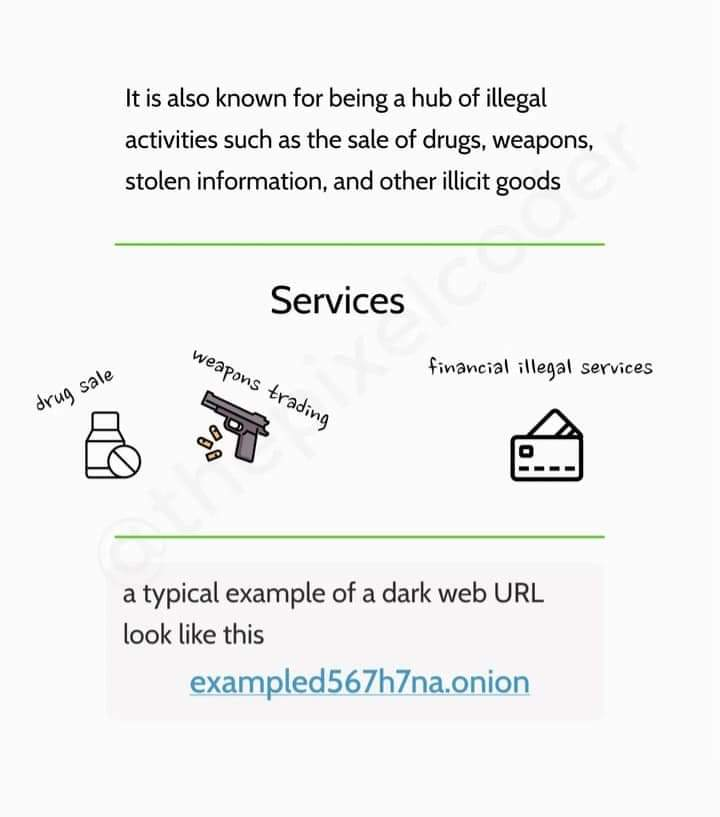 It is also known for being a hub of illegal
activities such as the sale of drugs, weapons,
stolen information, and other illicit goods
Services
drug sale
weapons trading
financial illegal services
a typical example of a dark web URL
look like this
exampled567h7na.onion
@thepixelcoder